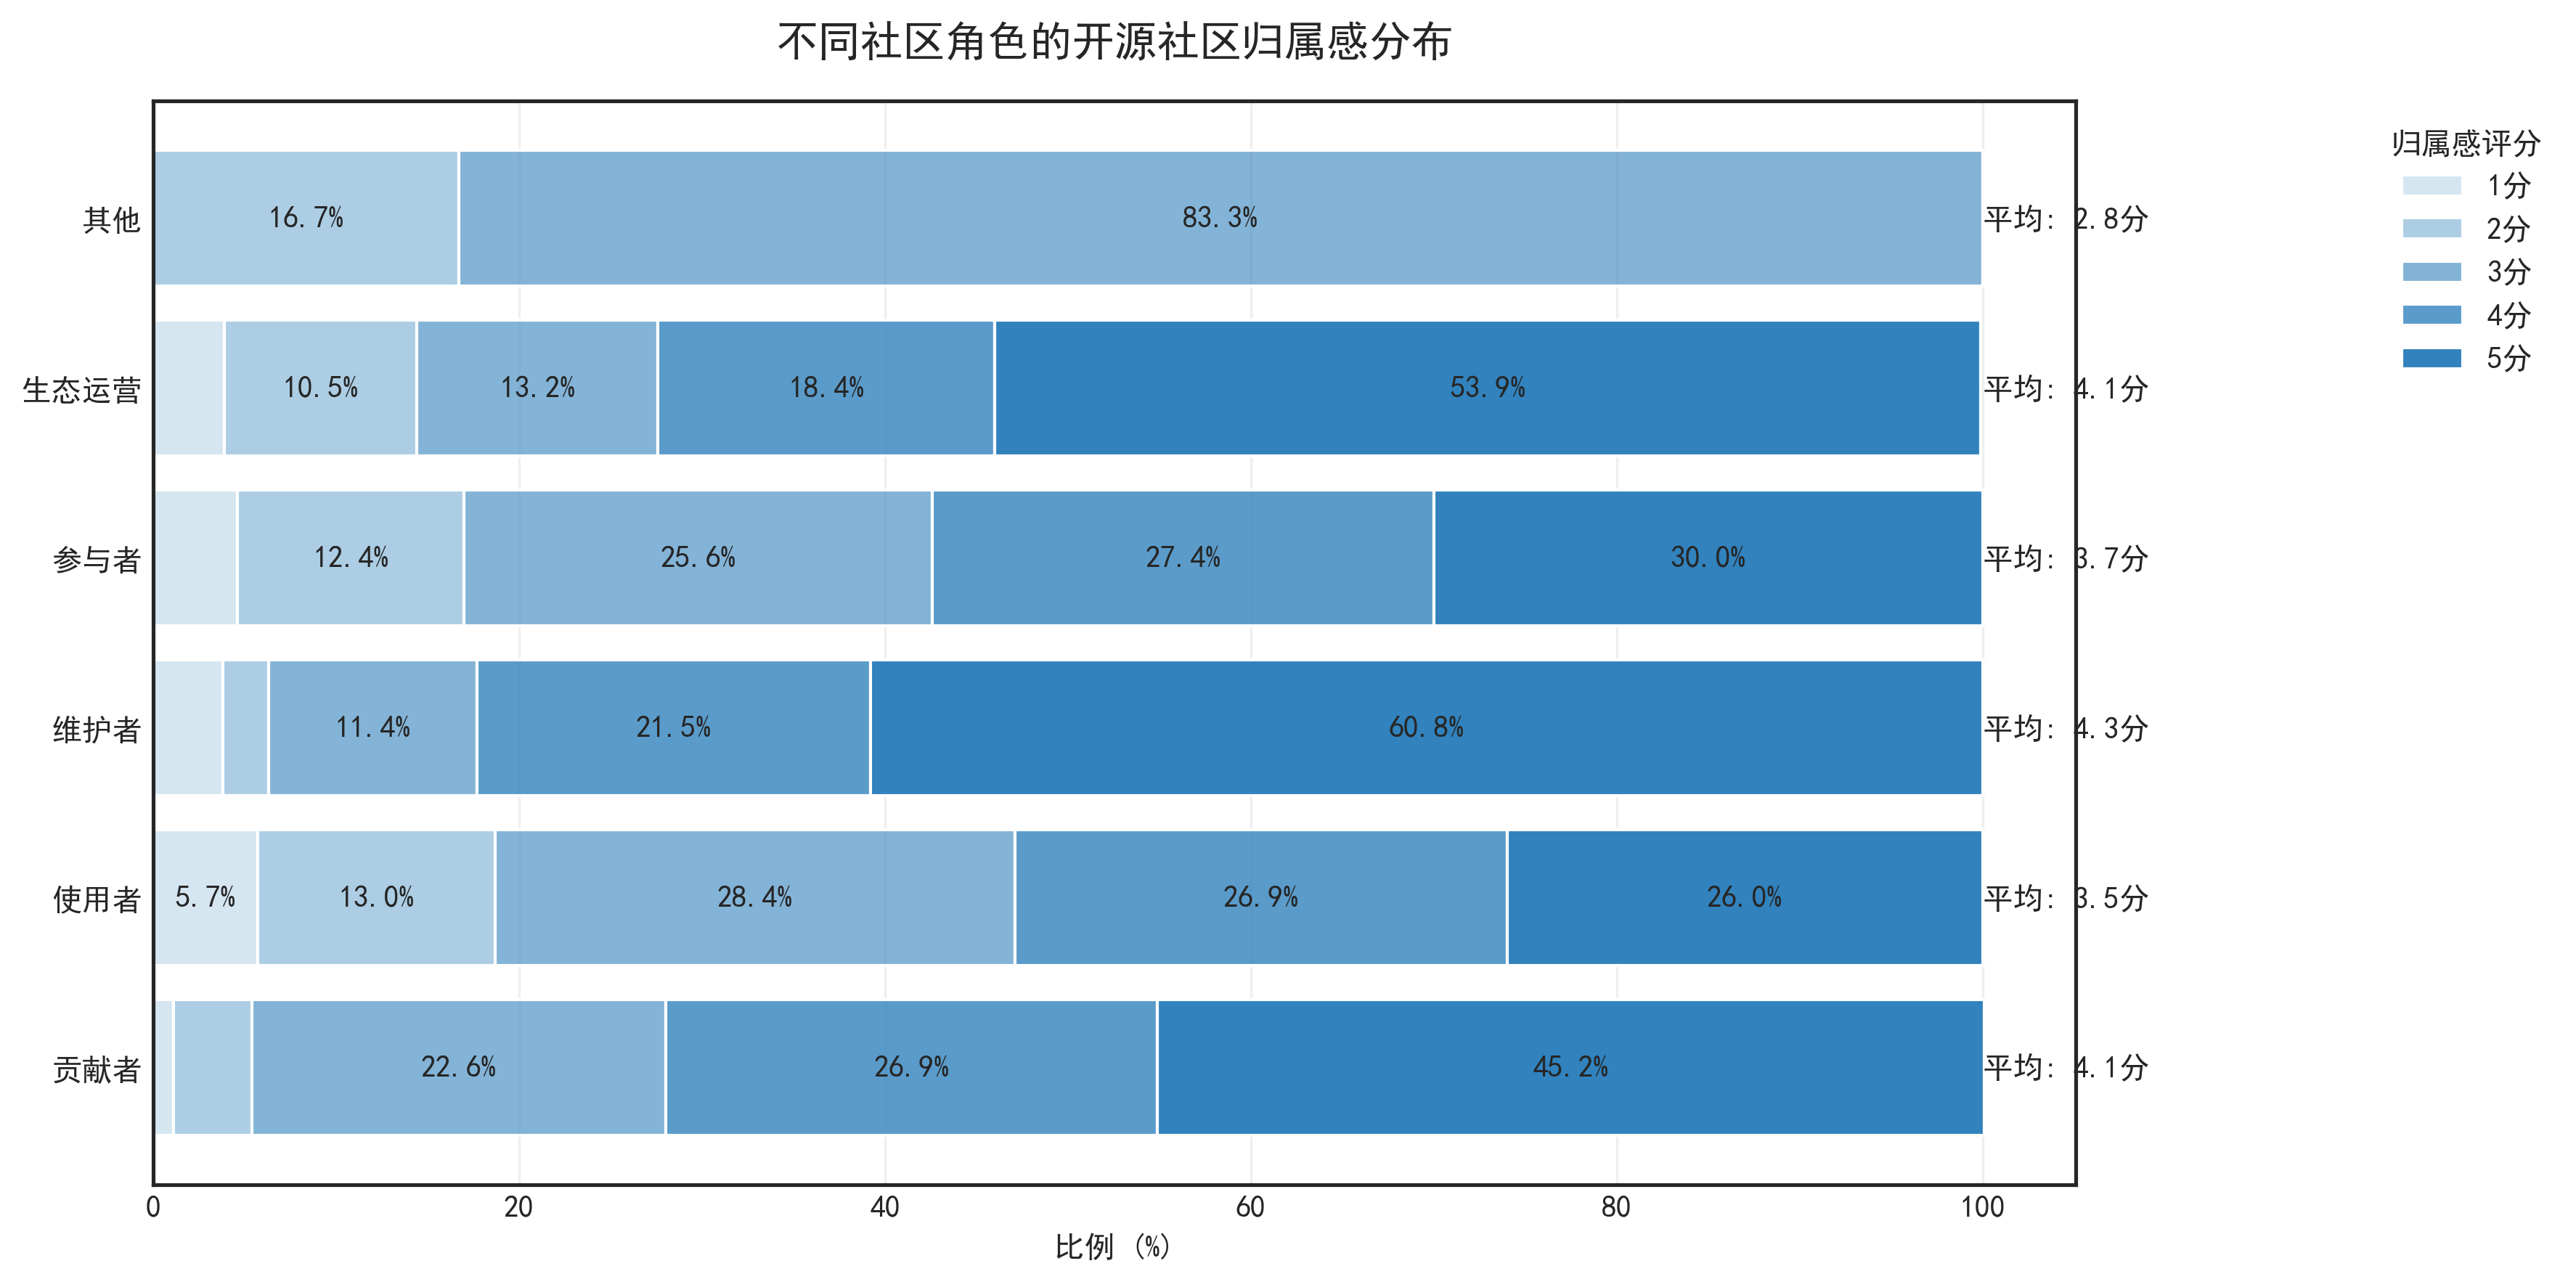 不同社区角色的开源社区归属感分布
归属感评分
1分
2分
3分
4分
5分
其他 16.7% 83.3% 平均: 2.8分
生态运营 10.5% 13.2% 18.4% 53.9% 平均: 4.1分
参与者 12.4% 25.6% 27.4% 30.0% 平均: 3.7分
维护者 11.4% 21.5% 60.8% 平均: 4.3分
使用者 5.7% 13.0% 28.4% 26.9% 26.0% 平均: 3.5分
贡献者 22.6% 26.9% 45.2% 平均: 4.1分
0 20 40 60 80 100
比例 (%)